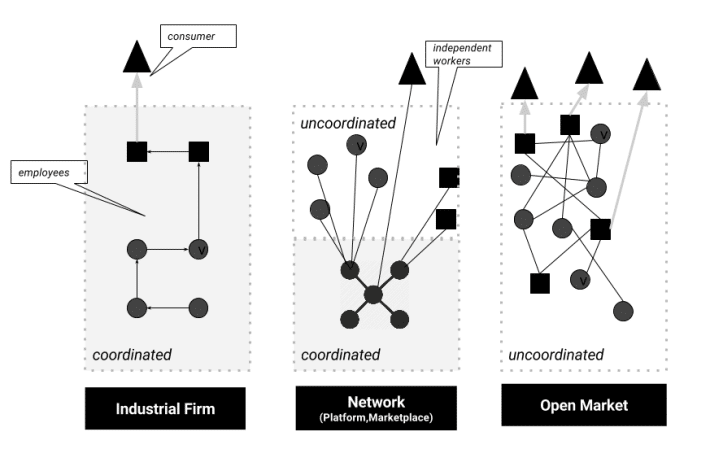 consumer
independent
workers
uncoordinated
V
V
employees
V
V
V
coordinated
coordinated
uncoordinated
Industrial Firm
Network
(Platform,Marketplace)
Open Market